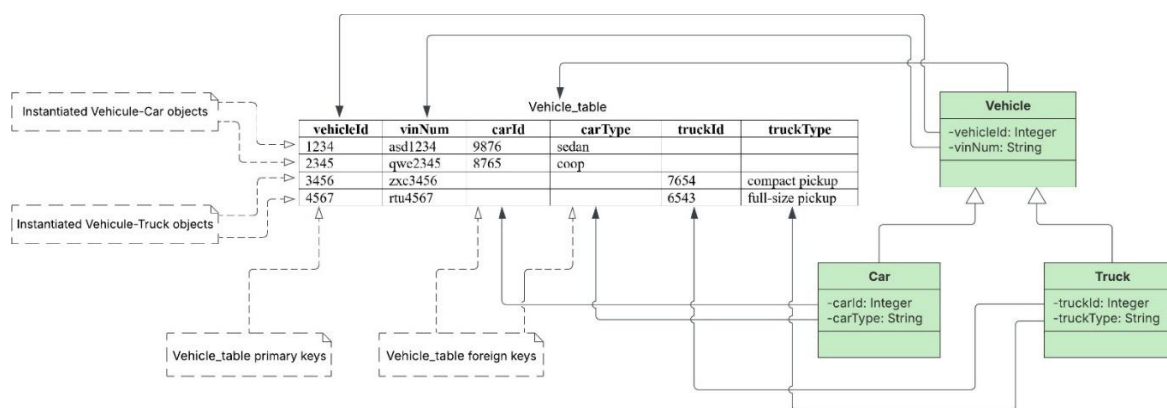 Instantiated Vehicule-Car objects
Instantiated Vehicule-Truck objects
Vehicle_table
vehicleId vinNum carId carType truckId truckType
1234 asd1234 9876 sedan
2345 qwe2345 8765 coop
3456 zxc3456 7654 compact pickup
4567 rtu4567 6543 full-size pickup
Vehicle_table primary keys
Vehicle_table foreign keys
Vehicle
-vehicleId: Integer
-vinNum: String
Car
-carId: Integer
-carType: String
Truck
-truckId: Integer
-truckType: String